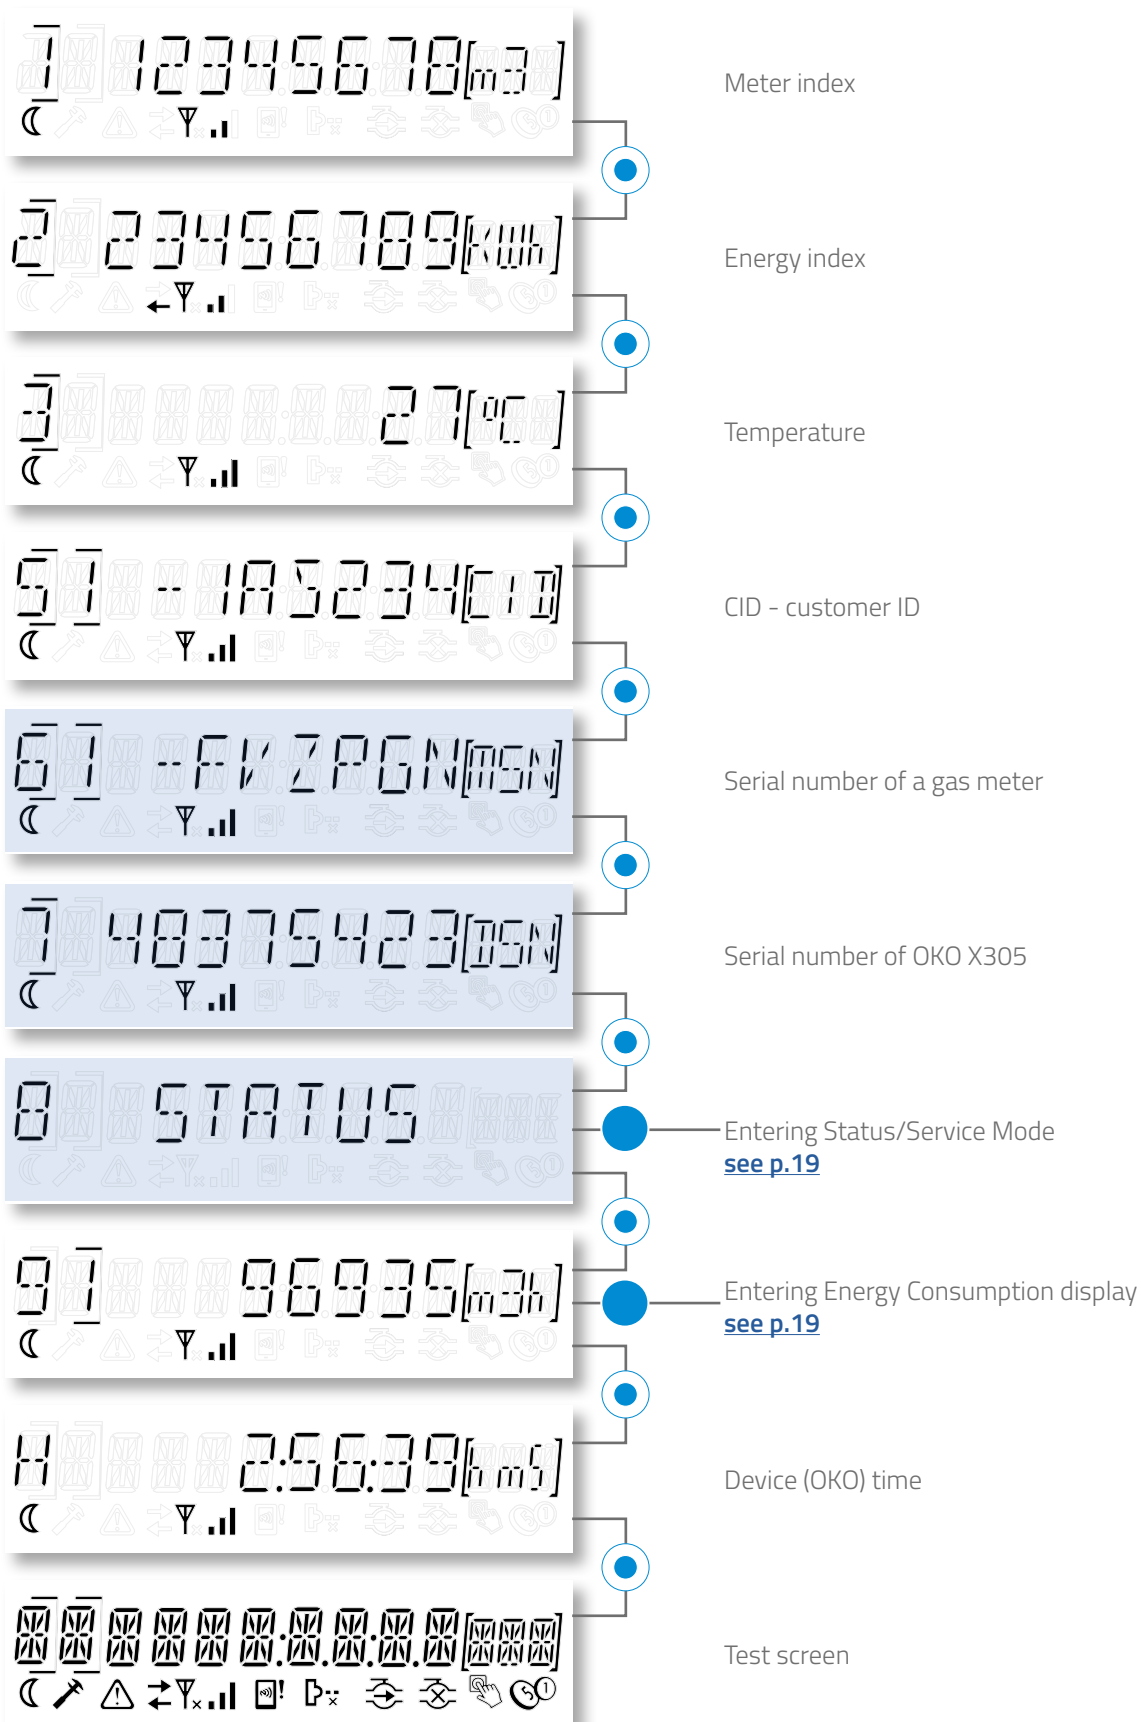 1 12345678[m3 ]
Meter index
2 23456789[KWh]
Energy index
3 27[°C ]
Temperature
51 -1AS234[CID]
CID - customer ID
61 -FVZPGN[MSN]
Serial number of a gas meter
7 48375423[DSN]
Serial number of OKO X305
8 STATUS
Entering Status/Service Mode
see p.19
91 96935[m3h]
Entering Energy Consumption display
see p.19
H 2:56:39[hmS]
Device (OKO) time
Test screen